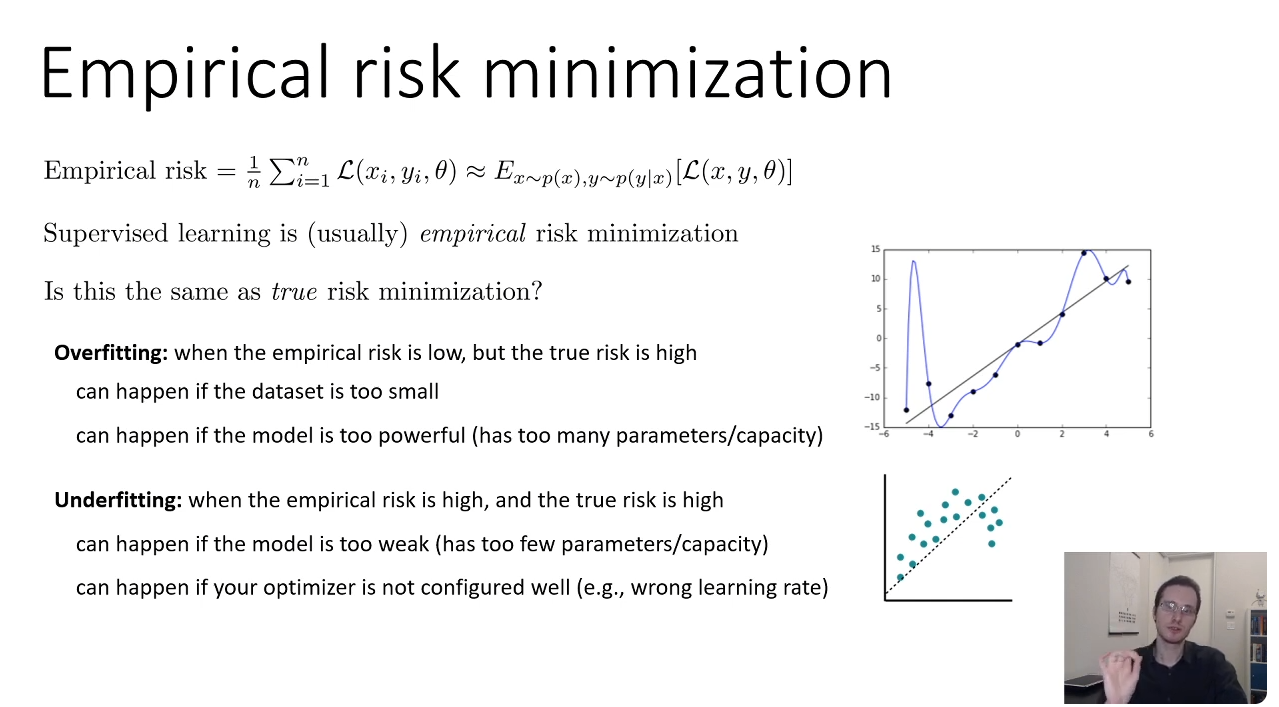 Empirical risk minimization
Empirical risk = \frac{1}{n} \sum_{i=1}^{n} \mathcal{L}(x_i, y_i, \theta) \approx E_{x \sim p(x), y \sim p(y|x)}[\mathcal{L}(x, y, \theta)]
Supervised learning is (usually) empirical risk minimization
Is this the same as true risk minimization?
Overfitting: when the empirical risk is low, but the true risk is high
can happen if the dataset is too small
can happen if the model is too powerful (has too many parameters/capacity)
Underfitting: when the empirical risk is high, and the true risk is high
can happen if the model is too weak (has too few parameters/capacity)
can happen if your optimizer is not configured well (e.g., wrong learning rate)
15
10
5
0
−5
−10
−15
−6 −4 −2 0 2 4 6